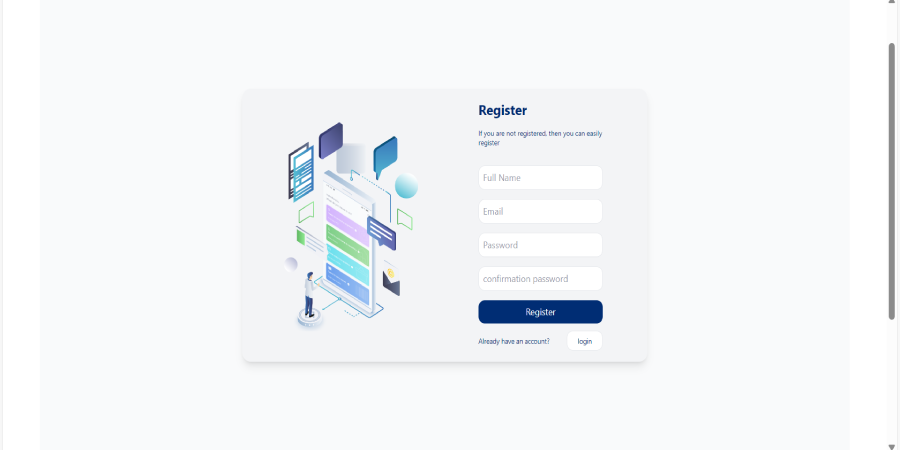 Register
If you are not registered. then you can easily
register
Full Name
Email
Password
confirmation password
Register
Already have an account?
login